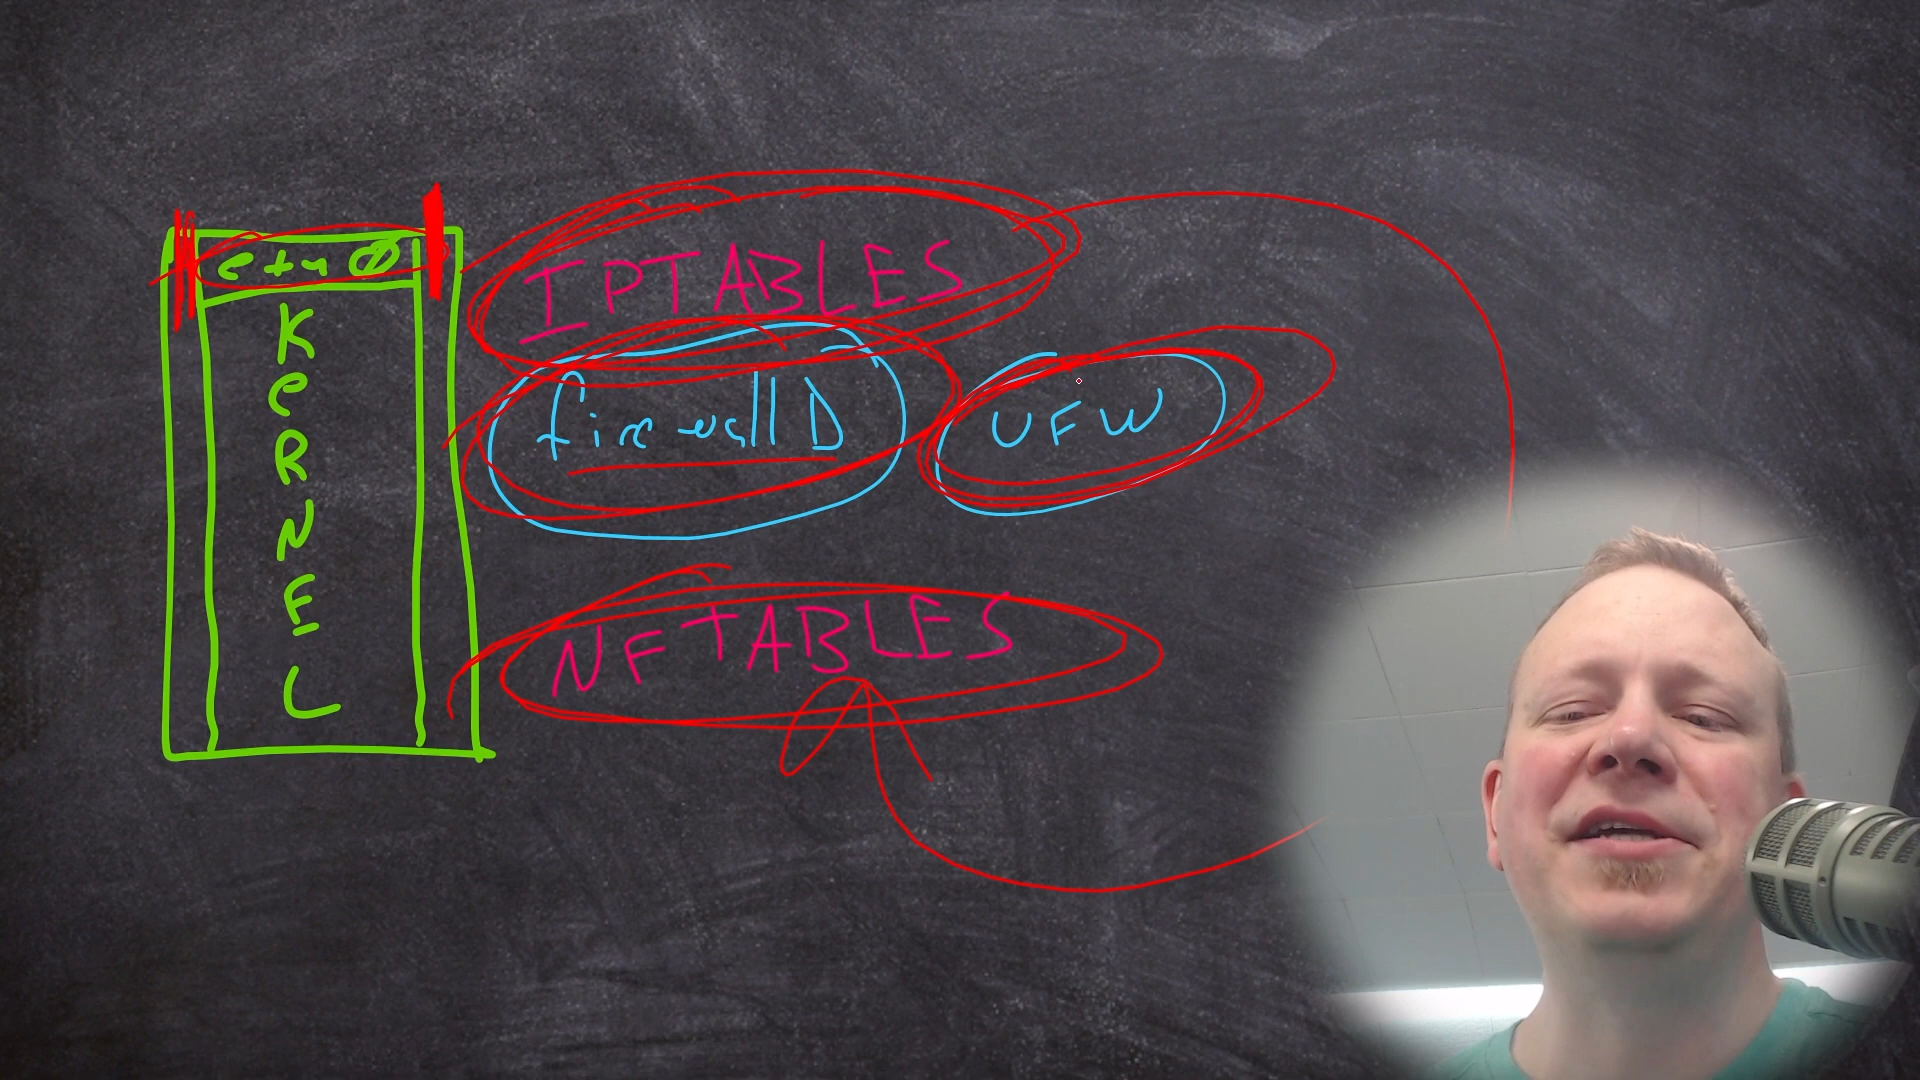 eth0
KeRNEL
IPTABLES
firewallD
UFW
NFTABLES